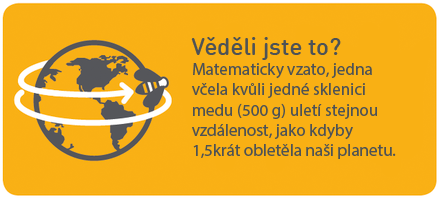 Věděli jste to?
Matematicky vzato, jedna
včela kvůli jedné sklenici
medu (500 g) uletí stejnou
vzdálenost, jako kdyby
1,5krát obletěla naši planetu.